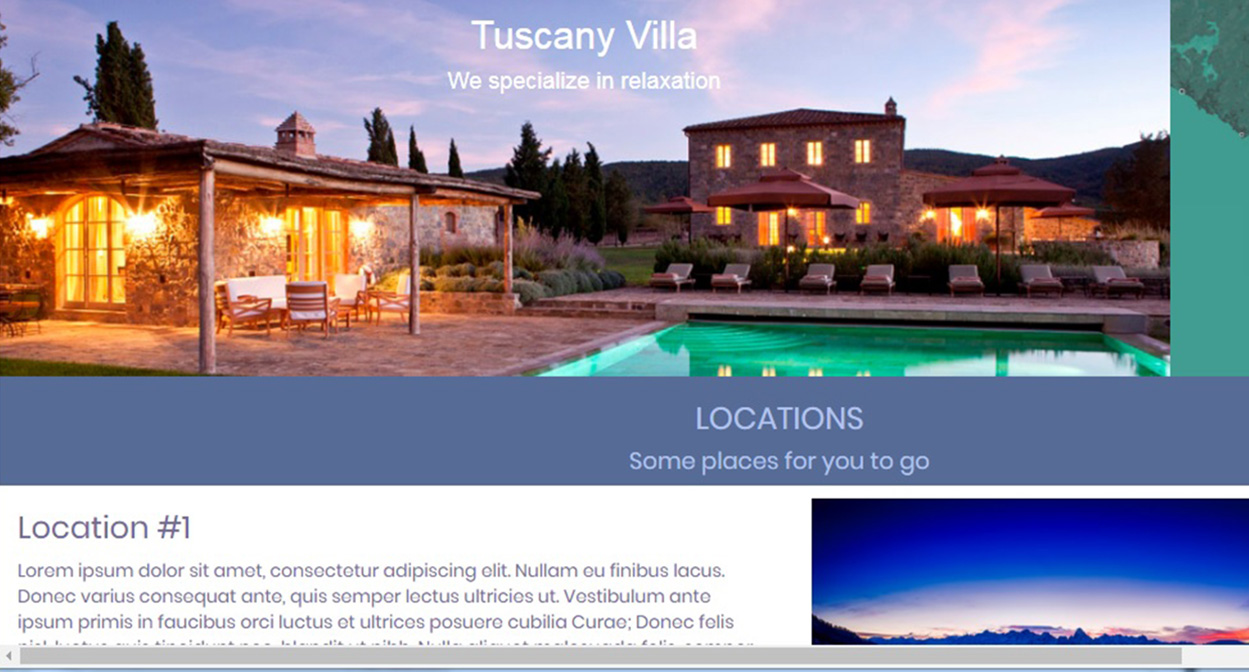 Tuscany Villa
We specialize in relaxation
LOCATIONS
Some places for you to go
Location #1
Lorem ipsum dolor sit amet, consectetur adipiscing elit. Nullam eu finibus lacus.
Donec varius consequat ante, quis semper lectus ultricies ut. Vestibulum ante
ipsum primis in faucibus orci luctus et ultrices posuere cubilia Curae; Donec felis